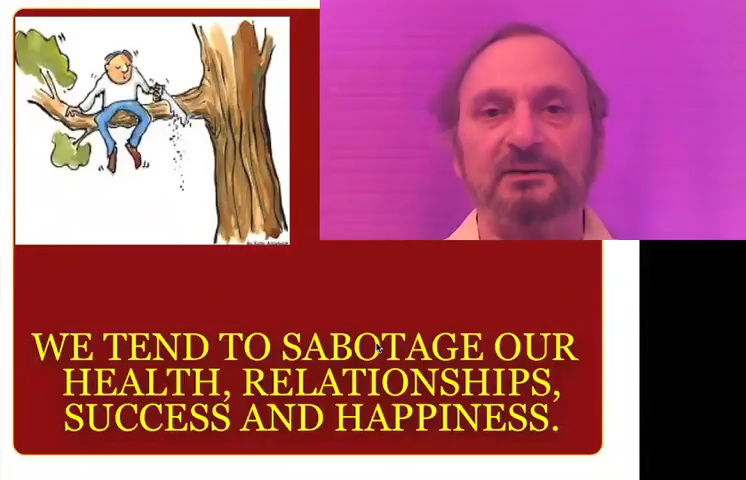 WE TEND TO SABOTAGE OUR
HEALTH, RELATIONSHIPS,
SUCCESS AND HAPPINESS.